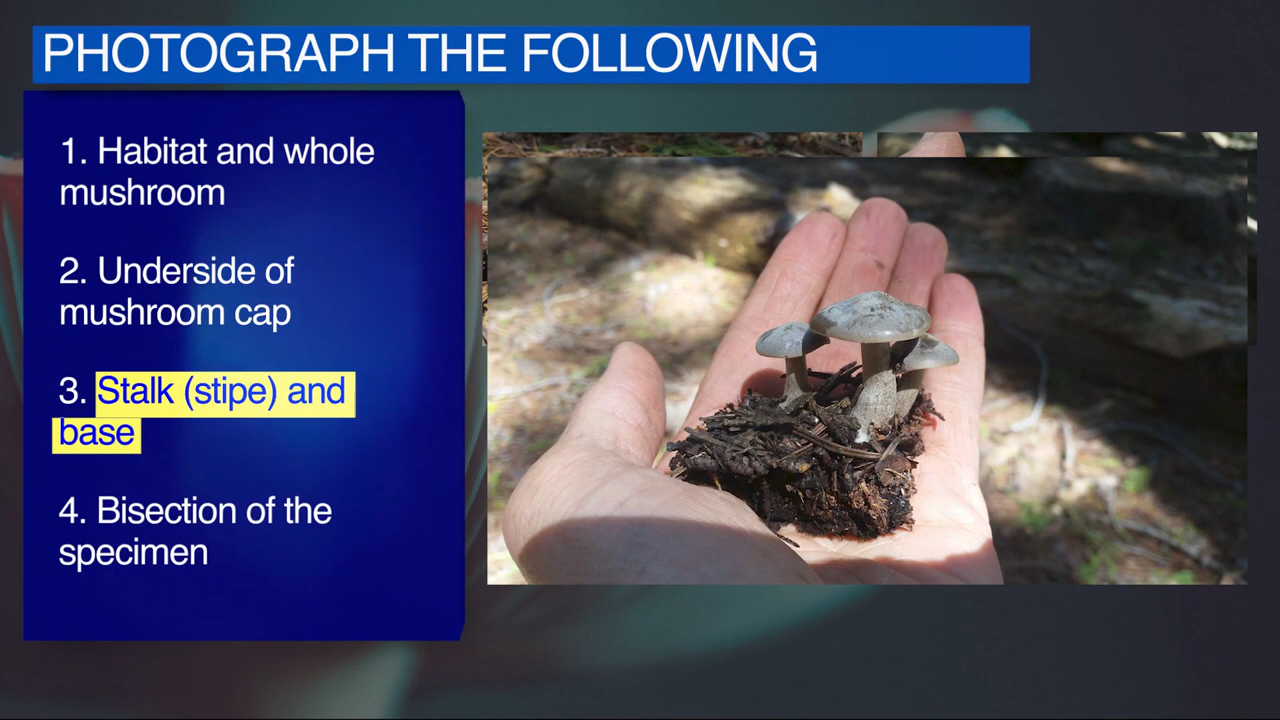 PHOTOGRAPH THE FOLLOWING
1. Habitat and whole
mushroom
2. Underside of
mushroom cap
3. Stalk (stipe) and
base
4. Bisection of the
specimen